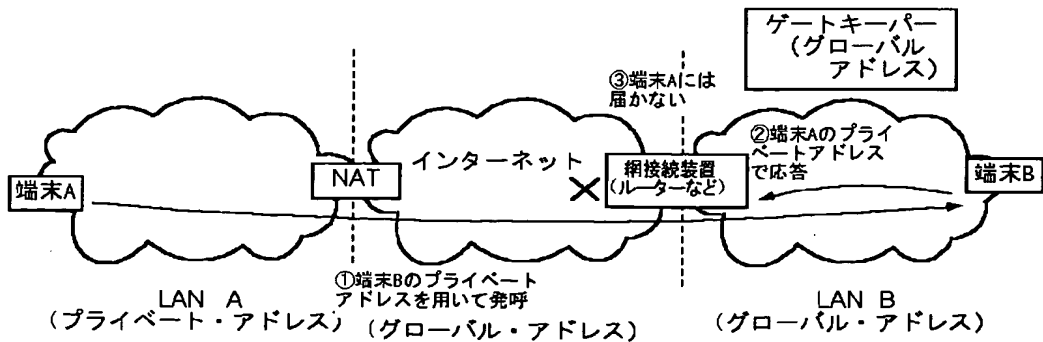 ゲートキーパー
(グローバル
アドレス)
③端末Aには
届かない
②端末Aのプライ
ベートアドレス
で応答
インターネット
端末A
NAT
網接続装置
(ルーターなど)
端末B
①端末Bのプライベート
アドレスを用いて発呼
LAN A
(プライベート・アドレス)
(グローバル・アドレス)
LAN B
(グローバル・アドレス)